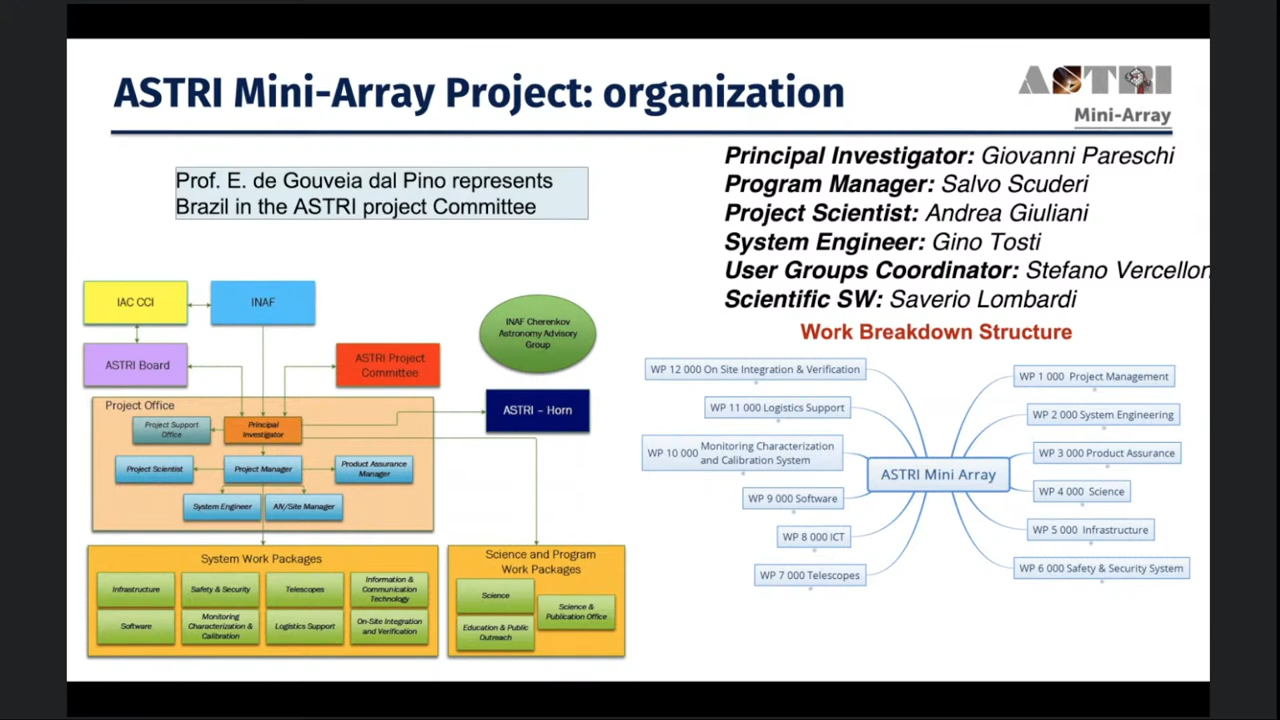 ASTRI Mini-Array Project: organization
ASTRI
Mini-Array
Prof. E. de Gouveia dal Pino represents
Brazil in the ASTRI project Committee
Principal Investigator: Giovanni Pareschi
Program Manager: Salvo Scuderi
Project Scientist: Andrea Giuliani
System Engineer: Gino Tosti
User Groups Coordinator: Stefano Vercellon
Scientific SW: Saverio Lombardi
IAC CCI
INAF
ASTRI Board
ASTRI Project
Committee
INAF Cherenkov
Astronomy Advisory
Group
ASTRI – Horn
Project Office
Project Support
Office
Principal
Investigator
Project Scientist
Project Manager
Product Assurance
Manager
System Engineer
AIV/Site Manager
System Work Packages
Infrastructure
Safety & Security
Telescopes
Information &
Communication
Technology
Software
Monitoring
Characterization &
Calibration
Logistics Support
On-Site Integration
and Verification
Science and Program
Work Packages
Science
Science &
Publication Office
Education & Public
Outreach
Work Breakdown Structure
WP 12 000 On Site Integration & Verification
WP 11 000 Logistics Support
WP 10 000 Monitoring Characterization
and Calibration System
WP 9 000 Software
WP 8 000 ICT
WP 7 000 Telescopes
ASTRI Mini Array
WP 1 000 Project Management
WP 2 000 System Engineering
WP 3 000 Product Assurance
WP 4 000 Science
WP 5 000 Infrastructure
WP 6 000 Safety & Security System